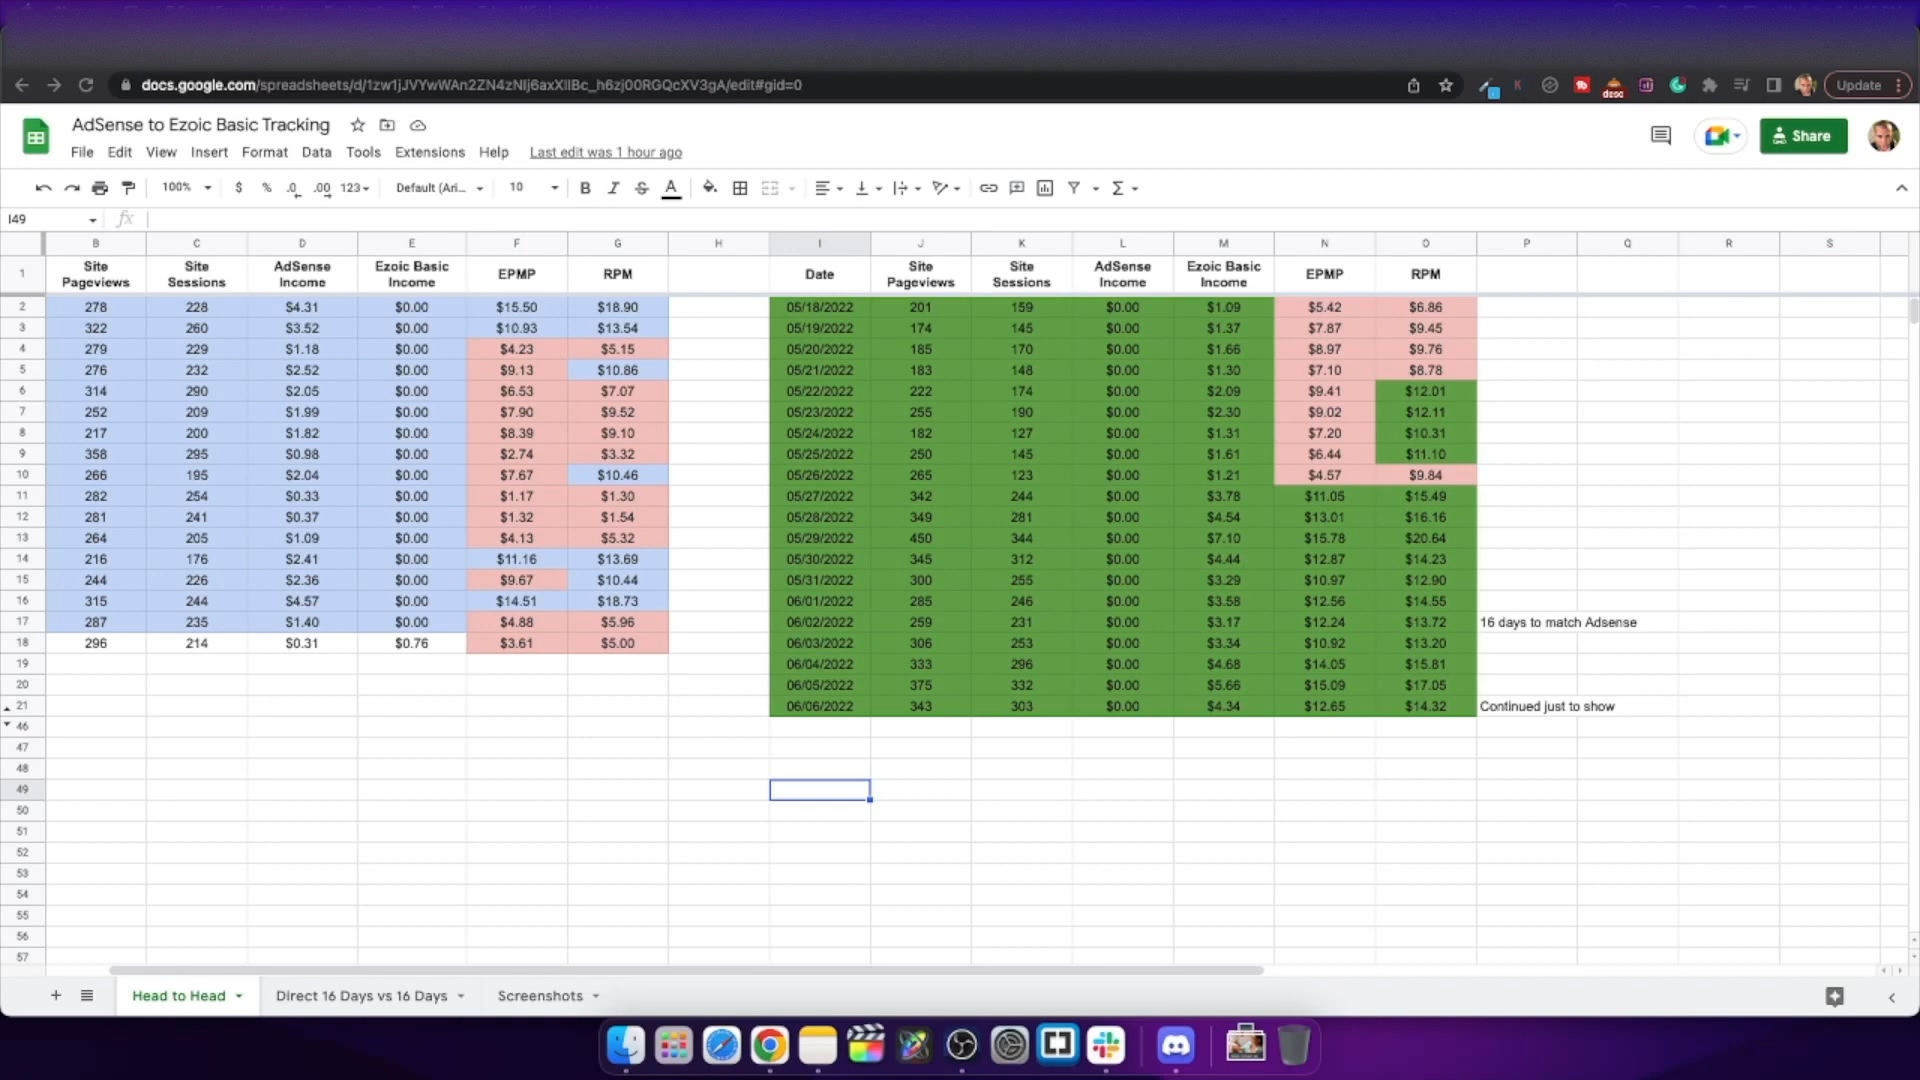 docs.google.com/spreadsheets/d/1zw1jJVYwWAn2ZN4zNIj6axXIlBc_h6zj00RGQcXV3gA/edit#gid=0
desc
Update
AdSense to Ezoic Basic Tracking
Share
File Edit View Insert Format Data Tools Extensions Help Last edit was 1 hour ago
100% $ % .0 .00 123 Default (Ari... 10 B I S A
I49 fx
B C D E F G H I J K L M N O P Q R S
1 Site Pageviews Site Sessions AdSense Income Ezoic Basic Income EPMP RPM Date Site Pageviews Site Sessions AdSense Income Ezoic Basic Income EPMP RPM
2 278 228 $4.31 $0.00 $15.50 $18.90 05/18/2022 201 159 $0.00 $1.09 $5.42 $6.86
3 322 260 $3.52 $0.00 $10.93 $13.54 05/19/2022 174 145 $0.00 $1.37 $7.87 $9.45
4 279 229 $1.18 $0.00 $4.23 $5.15 05/20/2022 185 170 $0.00 $1.66 $8.97 $9.76
5 276 232 $2.52 $0.00 $9.13 $10.86 05/21/2022 183 148 $0.00 $1.30 $7.10 $8.78
6 314 290 $2.05 $0.00 $6.53 $7.07 05/22/2022 222 174 $0.00 $2.09 $9.41 $12.01
7 252 209 $1.99 $0.00 $7.90 $9.52 05/23/2022 255 190 $0.00 $2.30 $9.02 $12.11
8 217 200 $1.82 $0.00 $8.39 $9.10 05/24/2022 182 127 $0.00 $1.31 $7.20 $10.31
9 358 295 $0.98 $0.00 $2.74 $3.32 05/25/2022 250 145 $0.00 $1.61 $6.44 $11.10
10 266 195 $2.04 $0.00 $7.67 $10.46 05/26/2022 265 123 $0.00 $1.21 $4.57 $9.84
11 282 254 $0.33 $0.00 $1.17 $1.30 05/27/2022 342 244 $0.00 $3.78 $11.05 $15.49
12 281 241 $0.37 $0.00 $1.32 $1.54 05/28/2022 349 281 $0.00 $4.54 $13.01 $16.16
13 264 205 $1.09 $0.00 $4.13 $5.32 05/29/2022 450 344 $0.00 $7.10 $15.78 $20.64
14 216 176 $2.41 $0.00 $11.16 $13.69 05/30/2022 345 312 $0.00 $4.44 $12.87 $14.23
15 244 226 $2.36 $0.00 $9.67 $10.44 05/31/2022 300 255 $0.00 $3.29 $10.97 $12.90
16 315 244 $4.57 $0.00 $14.51 $18.73 06/01/2022 285 246 $0.00 $3.58 $12.56 $14.55
17 287 235 $1.40 $0.00 $4.88 $5.96 06/02/2022 259 231 $0.00 $3.17 $12.24 $13.72 16 days to match Adsense
18 296 214 $0.31 $0.76 $3.61 $5.00 06/03/2022 306 253 $0.00 $3.34 $10.92 $13.20
19 06/04/2022 333 296 $0.00 $4.68 $14.05 $15.81
20 06/05/2022 375 332 $0.00 $5.66 $15.09 $17.05
21 06/06/2022 343 303 $0.00 $4.34 $12.65 $14.32 Continued just to show
46
47
48
49
50
51
52
53
54
55
56
57
Head to Head Direct 16 Days vs 16 Days Screenshots